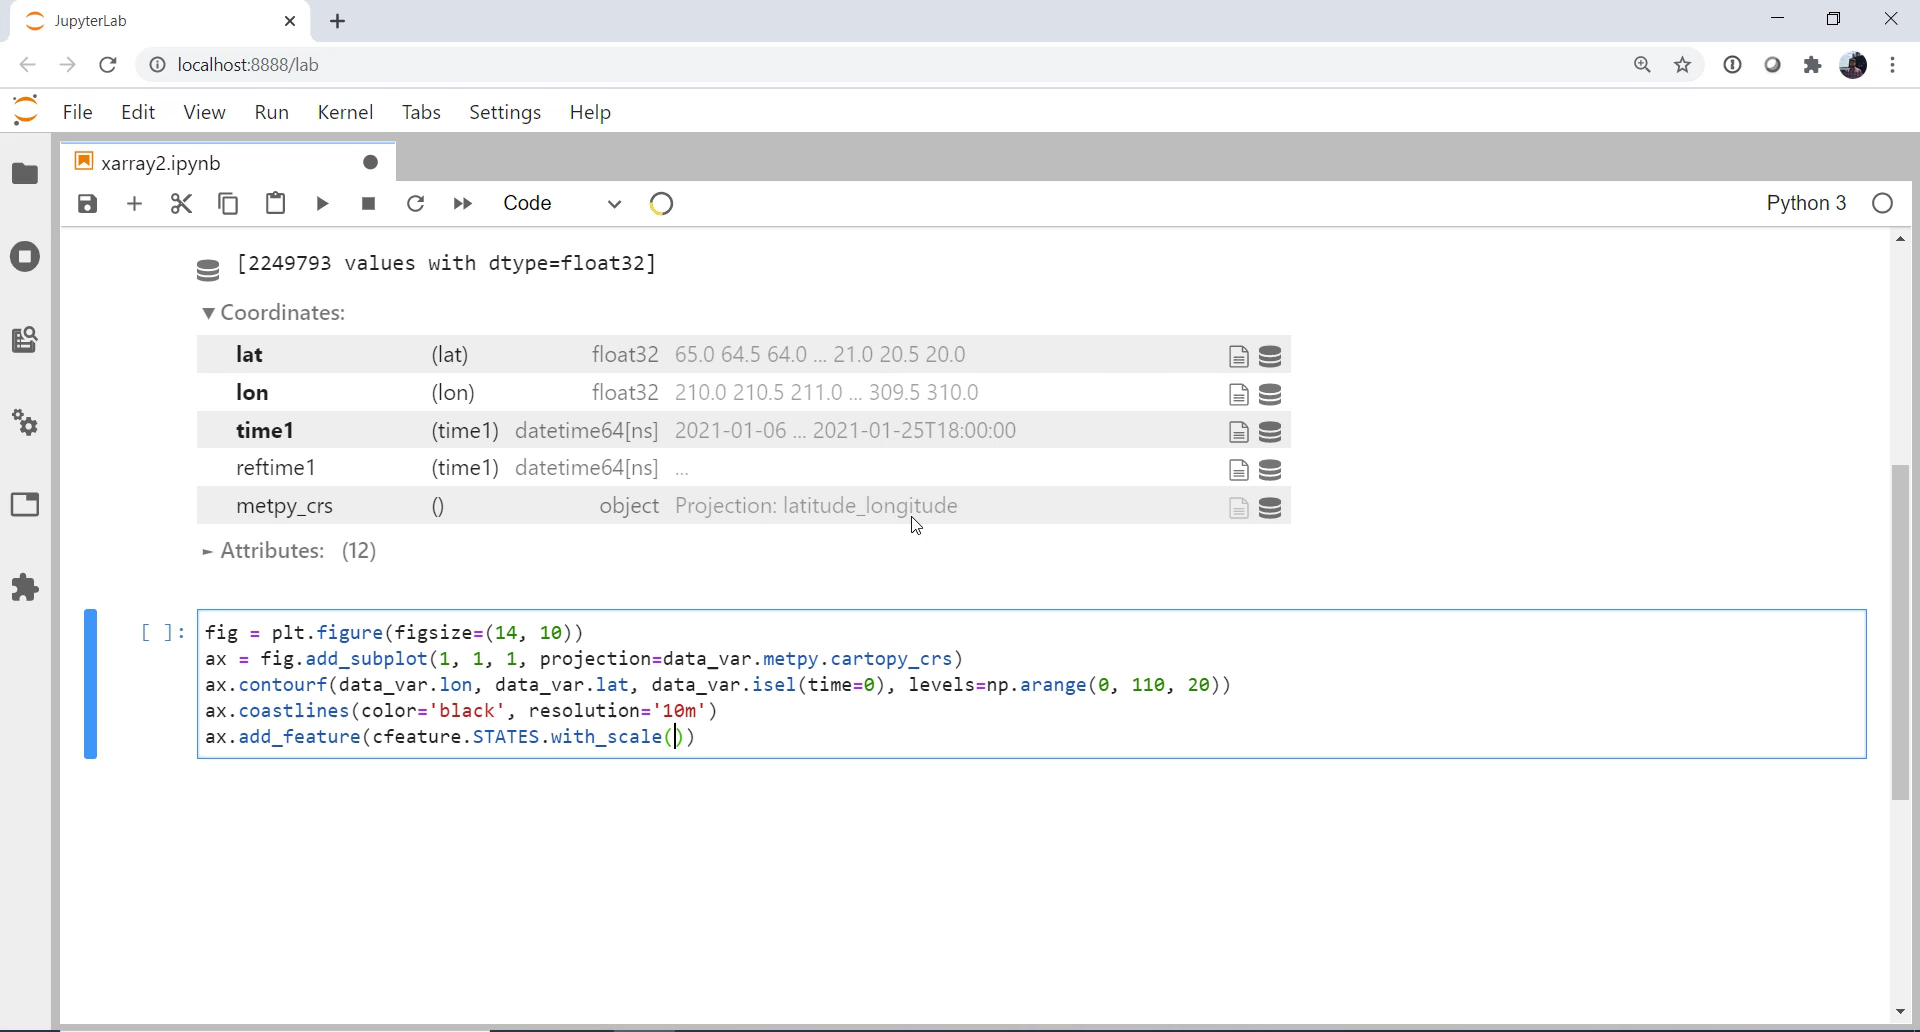 JupyterLab
localhost:8888/lab
File Edit View Run Kernel Tabs Settings Help
xarray2.ipynb
Code Python 3
[2249793 values with dtype=float32]
▼ Coordinates:
lat (lat) float32 65.0 64.5 64.0 ... 21.0 20.5 20.0
lon (lon) float32 210.0 210.5 211.0 ... 309.5 310.0
time1 (time1) datetime64[ns] 2021-01-06 ... 2021-01-25T18:00:00
reftime1 (time1) datetime64[ns] ...
metpy_crs () object Projection: latitude_longitude
► Attributes: (12)
[ ]: fig = plt.figure(figsize=(14, 10))
ax = fig.add_subplot(1, 1, 1, projection=data_var.metpy.cartopy_crs)
ax.contourf(data_var.lon, data_var.lat, data_var.isel(time=0), levels=np.arange(0, 110, 20))
ax.coastlines(color='black', resolution='10m')
ax.add_feature(cfeature.STATES.with_scale())